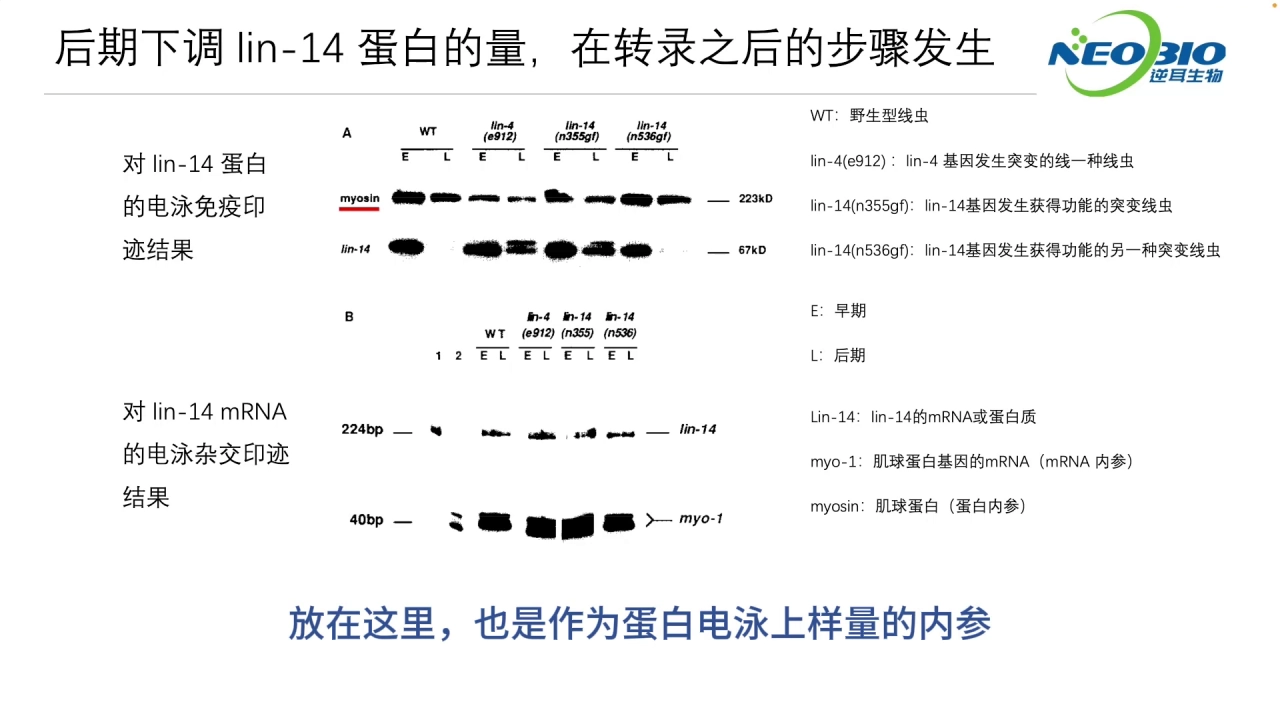 后期下调 lin-14 蛋白的量，在转录之后的步骤发生
NEOBIO
逆耳生物
对 lin-14 蛋白
的电泳免疫印
迹结果
A
WT
lin-4
(e912)
lin-14
(n355gf)
lin-14
(n536gf)
E L E L E L E L
myosin
223kD
lin-14
67kD
WT：野生型线虫
lin-4(e912)：lin-4 基因发生突变的线一种线虫
lin-14(n355gf)：lin-14基因发生获得功能的突变线虫
lin-14(n536gf)：lin-14基因发生获得功能的另一种突变线虫
E：早期
L：后期
对 lin-14 mRNA
的电泳杂交印迹
结果
B
lin-4 lin-14 lin-14
WT (e912) (n355) (n536)
1 2 E L E L E L E L
224bp
lin-14
40bp
myo-1
Lin-14：lin-14的mRNA或蛋白质
myo-1：肌球蛋白基因的mRNA（mRNA 内参）
myosin：肌球蛋白（蛋白内参）
放在这里，也是作为蛋白电泳上样量的内参